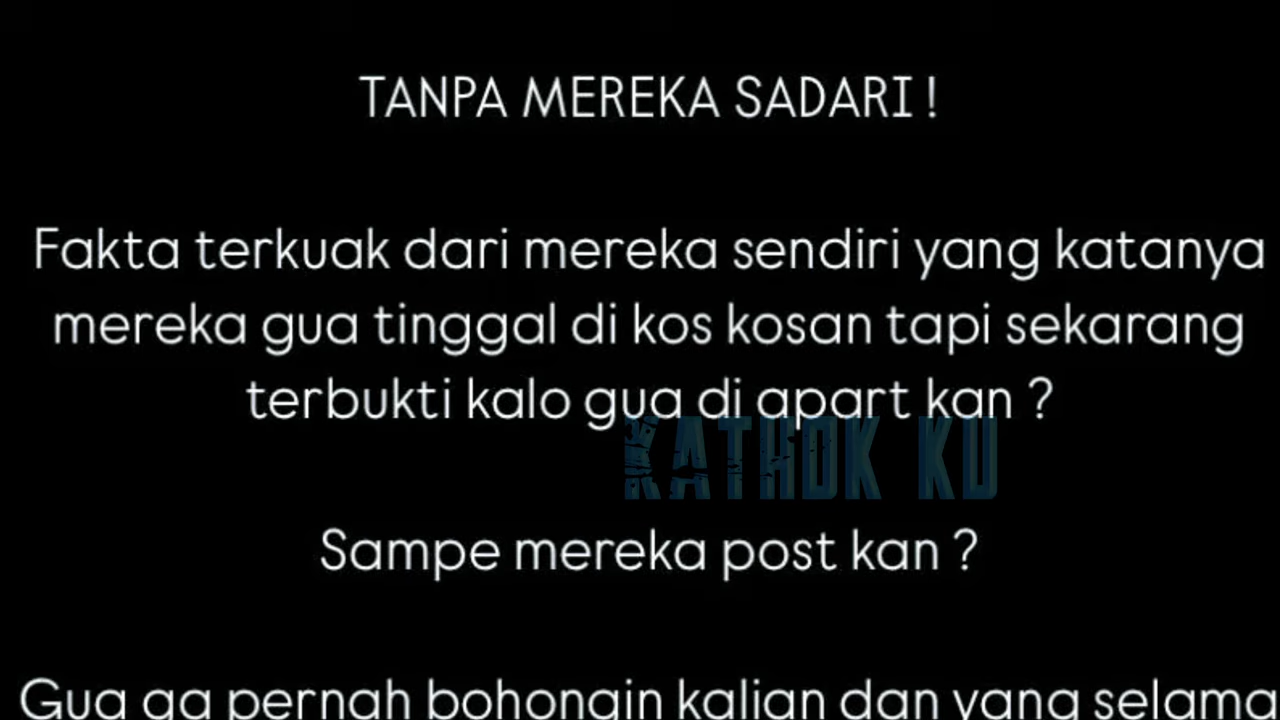 TANPA MEREKA SADARI !
Fakta terkuak dari mereka sendiri yang katanya
mereka gua tinggal di kos kosan tapi sekarang
terbukti kalo gua di apart kan ?
KATHOK KU
Sampe mereka post kan ?
Gua ga pernah bohongin kalian dan yang selama